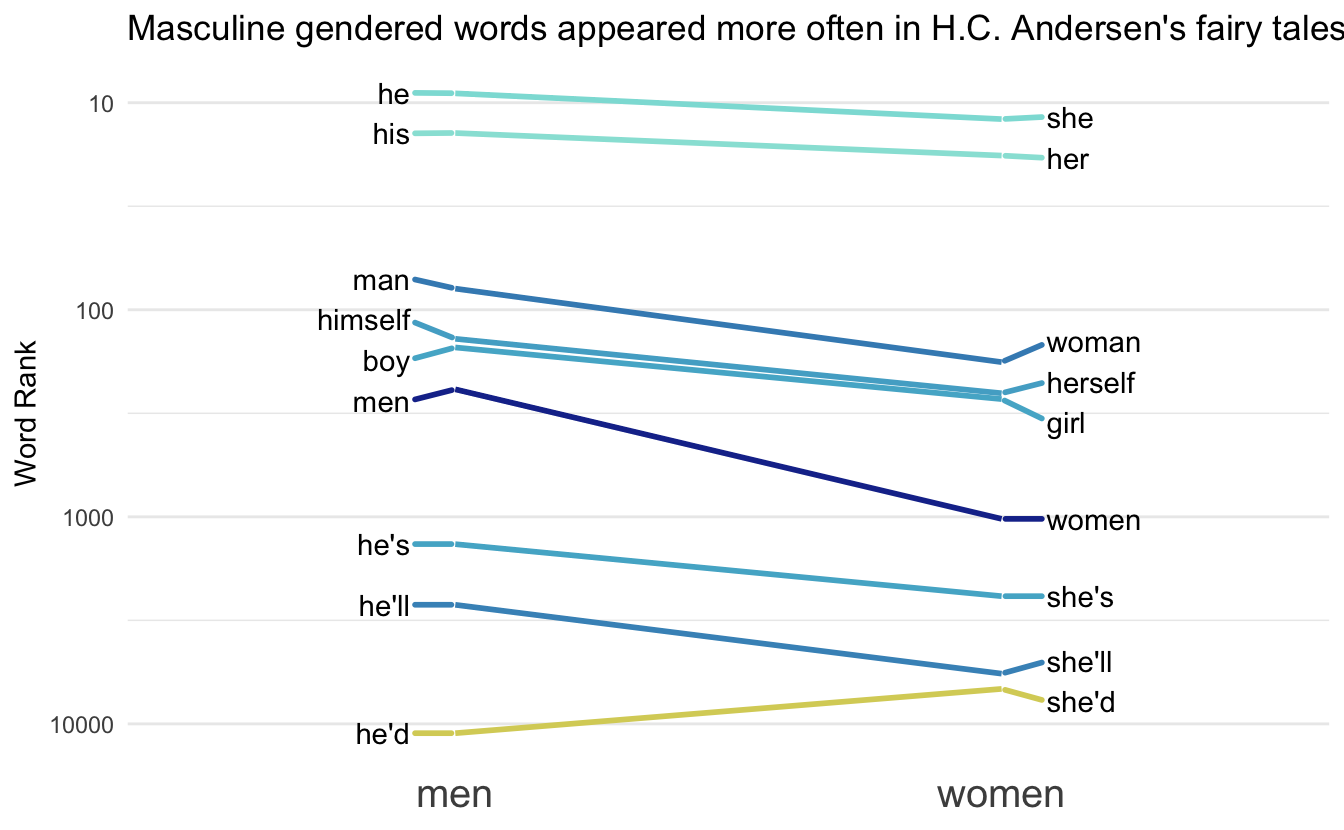 Masculine gendered words appeared more often in H.C. Andersen's fairy tales
he
10
she
his
her
man
100
himself
woman
boy
herself
men
girl
Word Rank
1000
women
he's
she's
he'll
she'll
she'd
10000
he'd
men
women